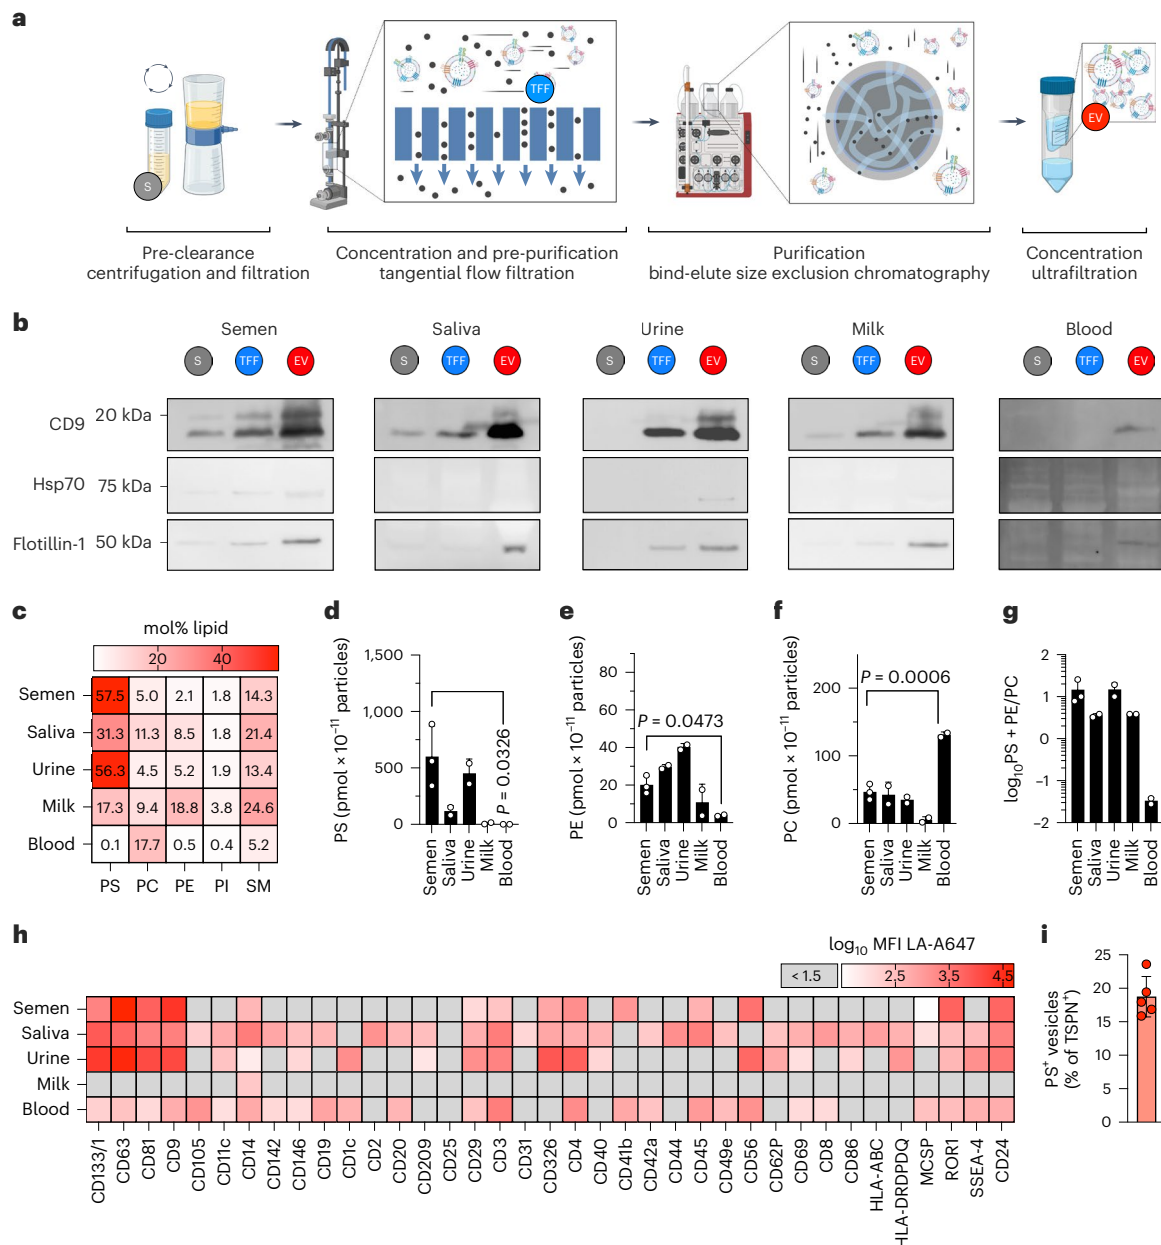 a
TFF
EV
S
Pre-clearance
centrifugation and filtration
Concentration and pre-purification
tangential flow filtration
Purification
bind-elute size exclusion chromatography
Concentration
ultrafiltration
b
Semen Saliva Urine Milk Blood
S TFF EV S TFF EV S TFF EV S TFF EV S TFF EV
CD9 20 kDa
Hsp70 75 kDa
Flotillin-1 50 kDa
c
mol% lipid
20 40
Semen 57.5 5.0 2.1 1.8 14.3
Saliva 31.3 11.3 8.5 1.8 21.4
Urine 56.3 4.5 5.2 1.9 13.4
Milk 17.3 9.4 18.8 3.8 24.6
Blood 0.1 17.7 0.5 0.4 5.2
PS PC PE PI SM
d
PS (pmol × 10⁻¹¹ particles)
1,500
1,000
500
0
P = 0.0326
Semen Saliva Urine Milk Blood
e
PE (pmol × 10⁻¹¹ particles)
80
60
40
20
0
P = 0.0473
Semen Saliva Urine Milk Blood
f
PC (pmol × 10⁻¹¹ particles)
200
100
0
P = 0.0006
Semen Saliva Urine Milk Blood
g
log₁₀PS + PE/PC
2
1
0
−1
−2
Semen Saliva Urine Milk Blood
h
log₁₀ MFI LA-A647
< 1.5 2.5 3.5 4.5
Semen
Saliva
Urine
Milk
Blood
CD133/1 CD63 CD81 CD9 CD105 CD11c CD14 CD142 CD146 CD19 CD1c CD2 CD20 CD209 CD25 CD29 CD3 CD31 CD326 CD4 CD40 CD41b CD42a CD44 CD45 CD49e CD56 CD62P CD69 CD8 CD86 HLA-ABC HLA-DRDPDQ MCSP ROR1 SSEA-4 CD24
i
PS⁺ vesicles
(% of TSPN⁺)
25
20
15
10
5
0